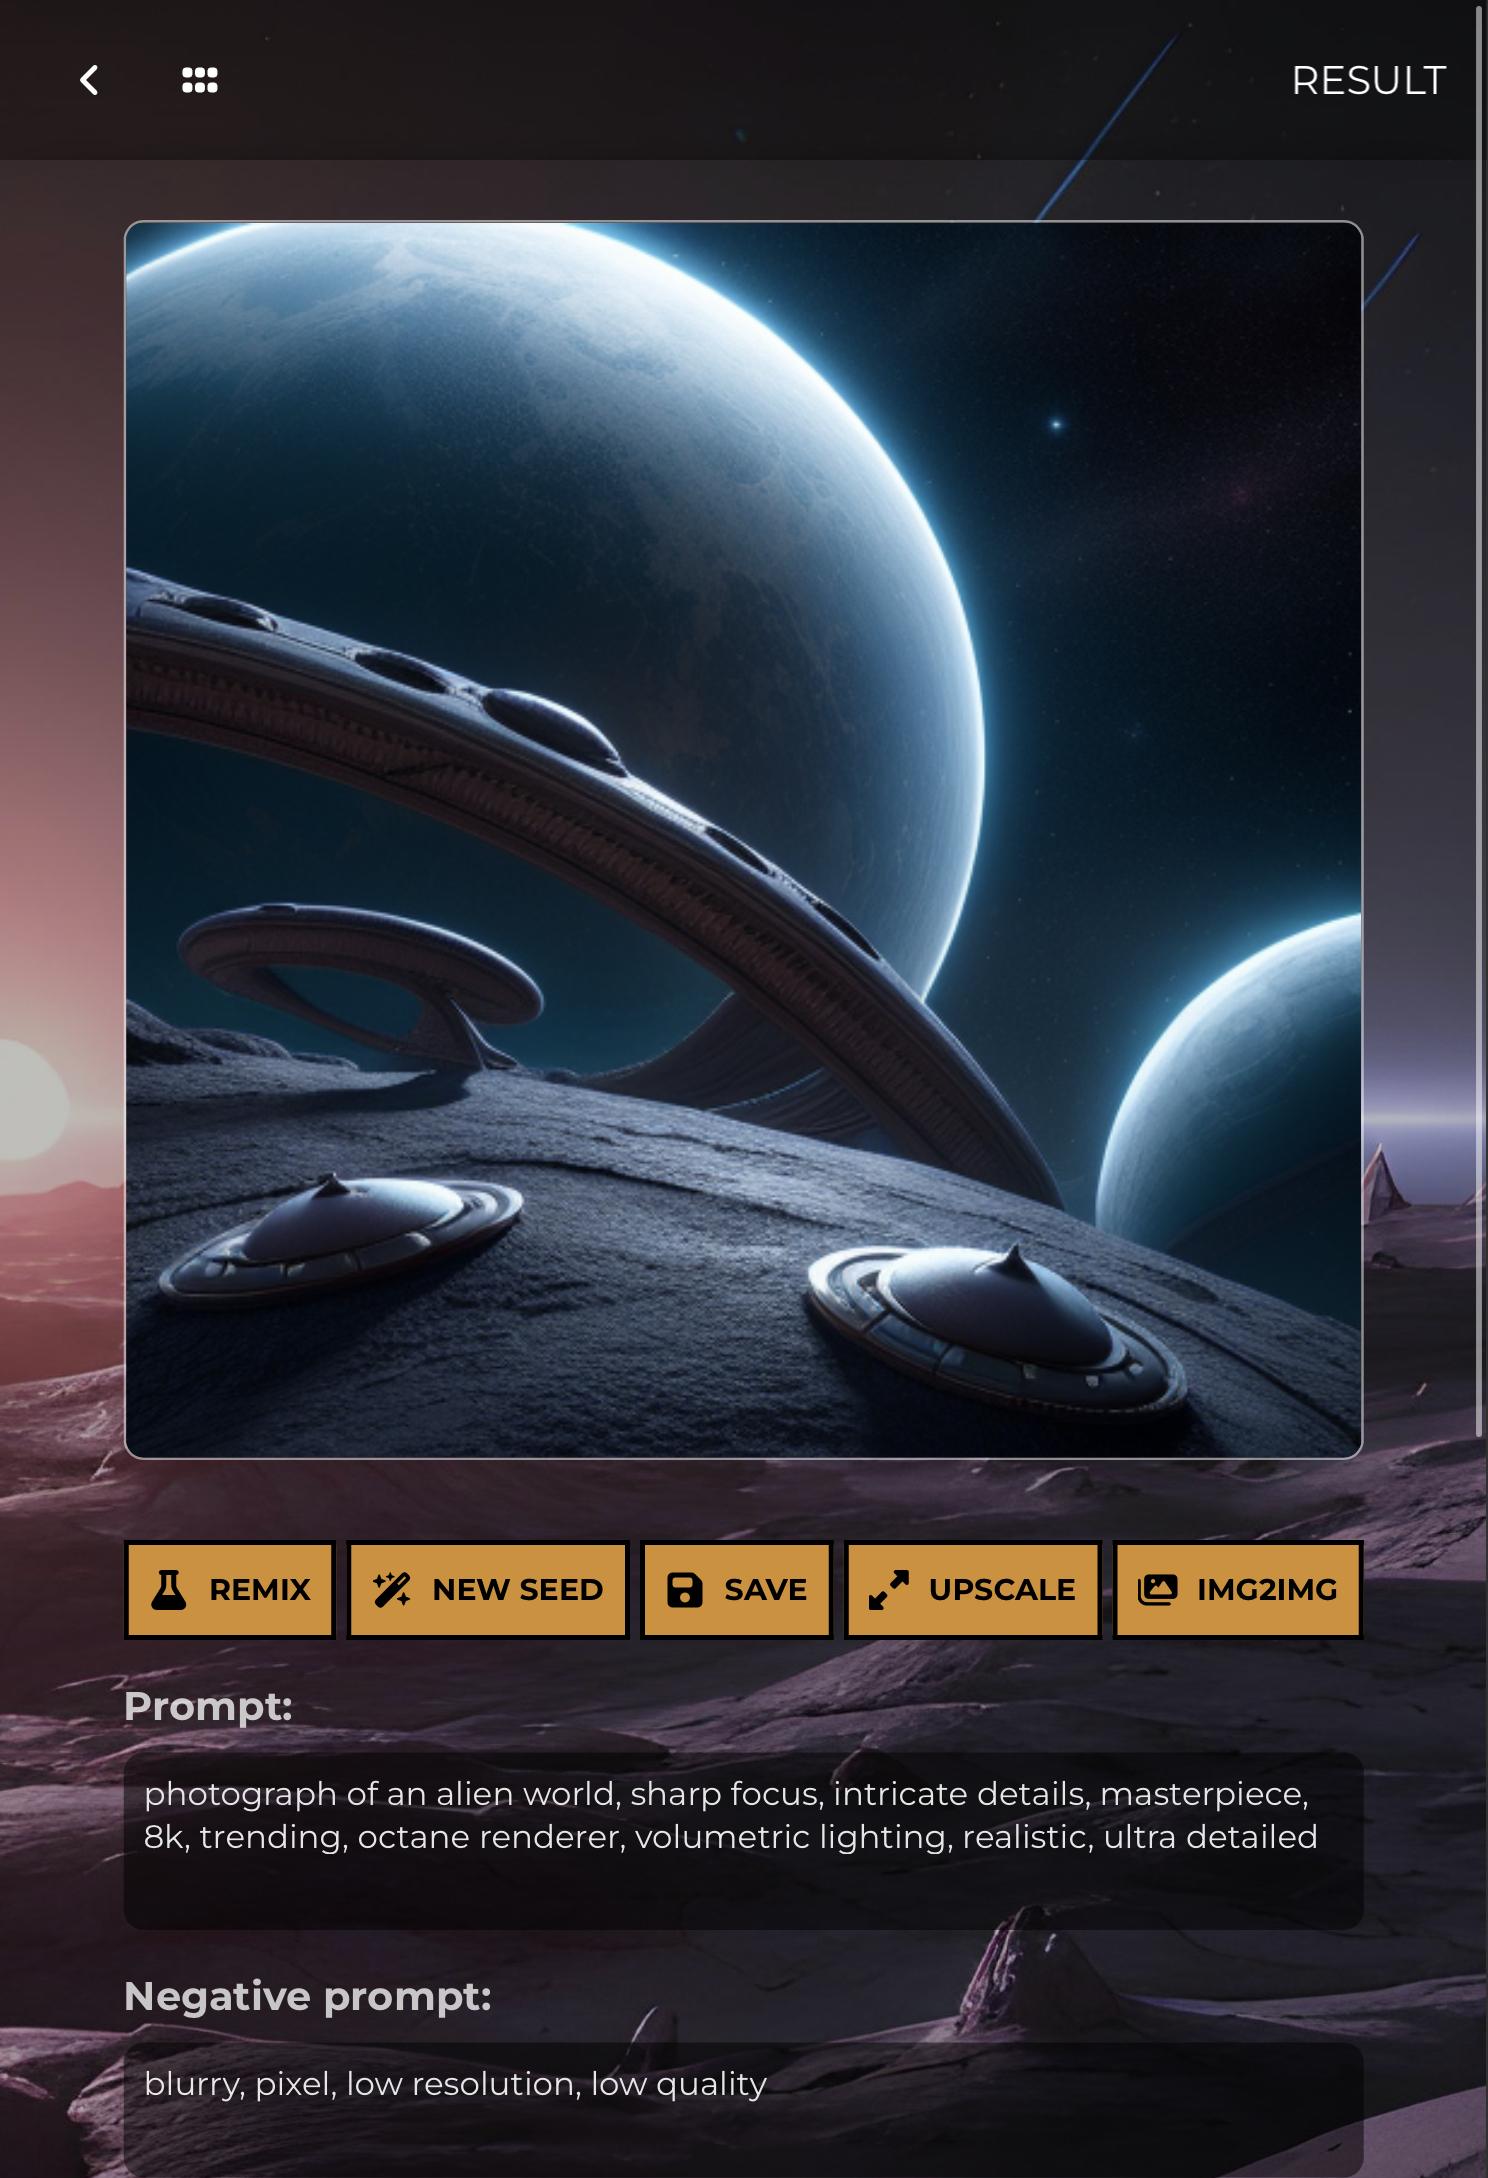 RESULT
REMIX
NEW SEED
SAVE
UPSCALE
IMG2IMG
Prompt:
photograph of an alien world, sharp focus, intricate details, masterpiece,
8k, trending, octane renderer, volumetric lighting, realistic, ultra detailed
Negative prompt:
blurry, pixel, low resolution, low quality